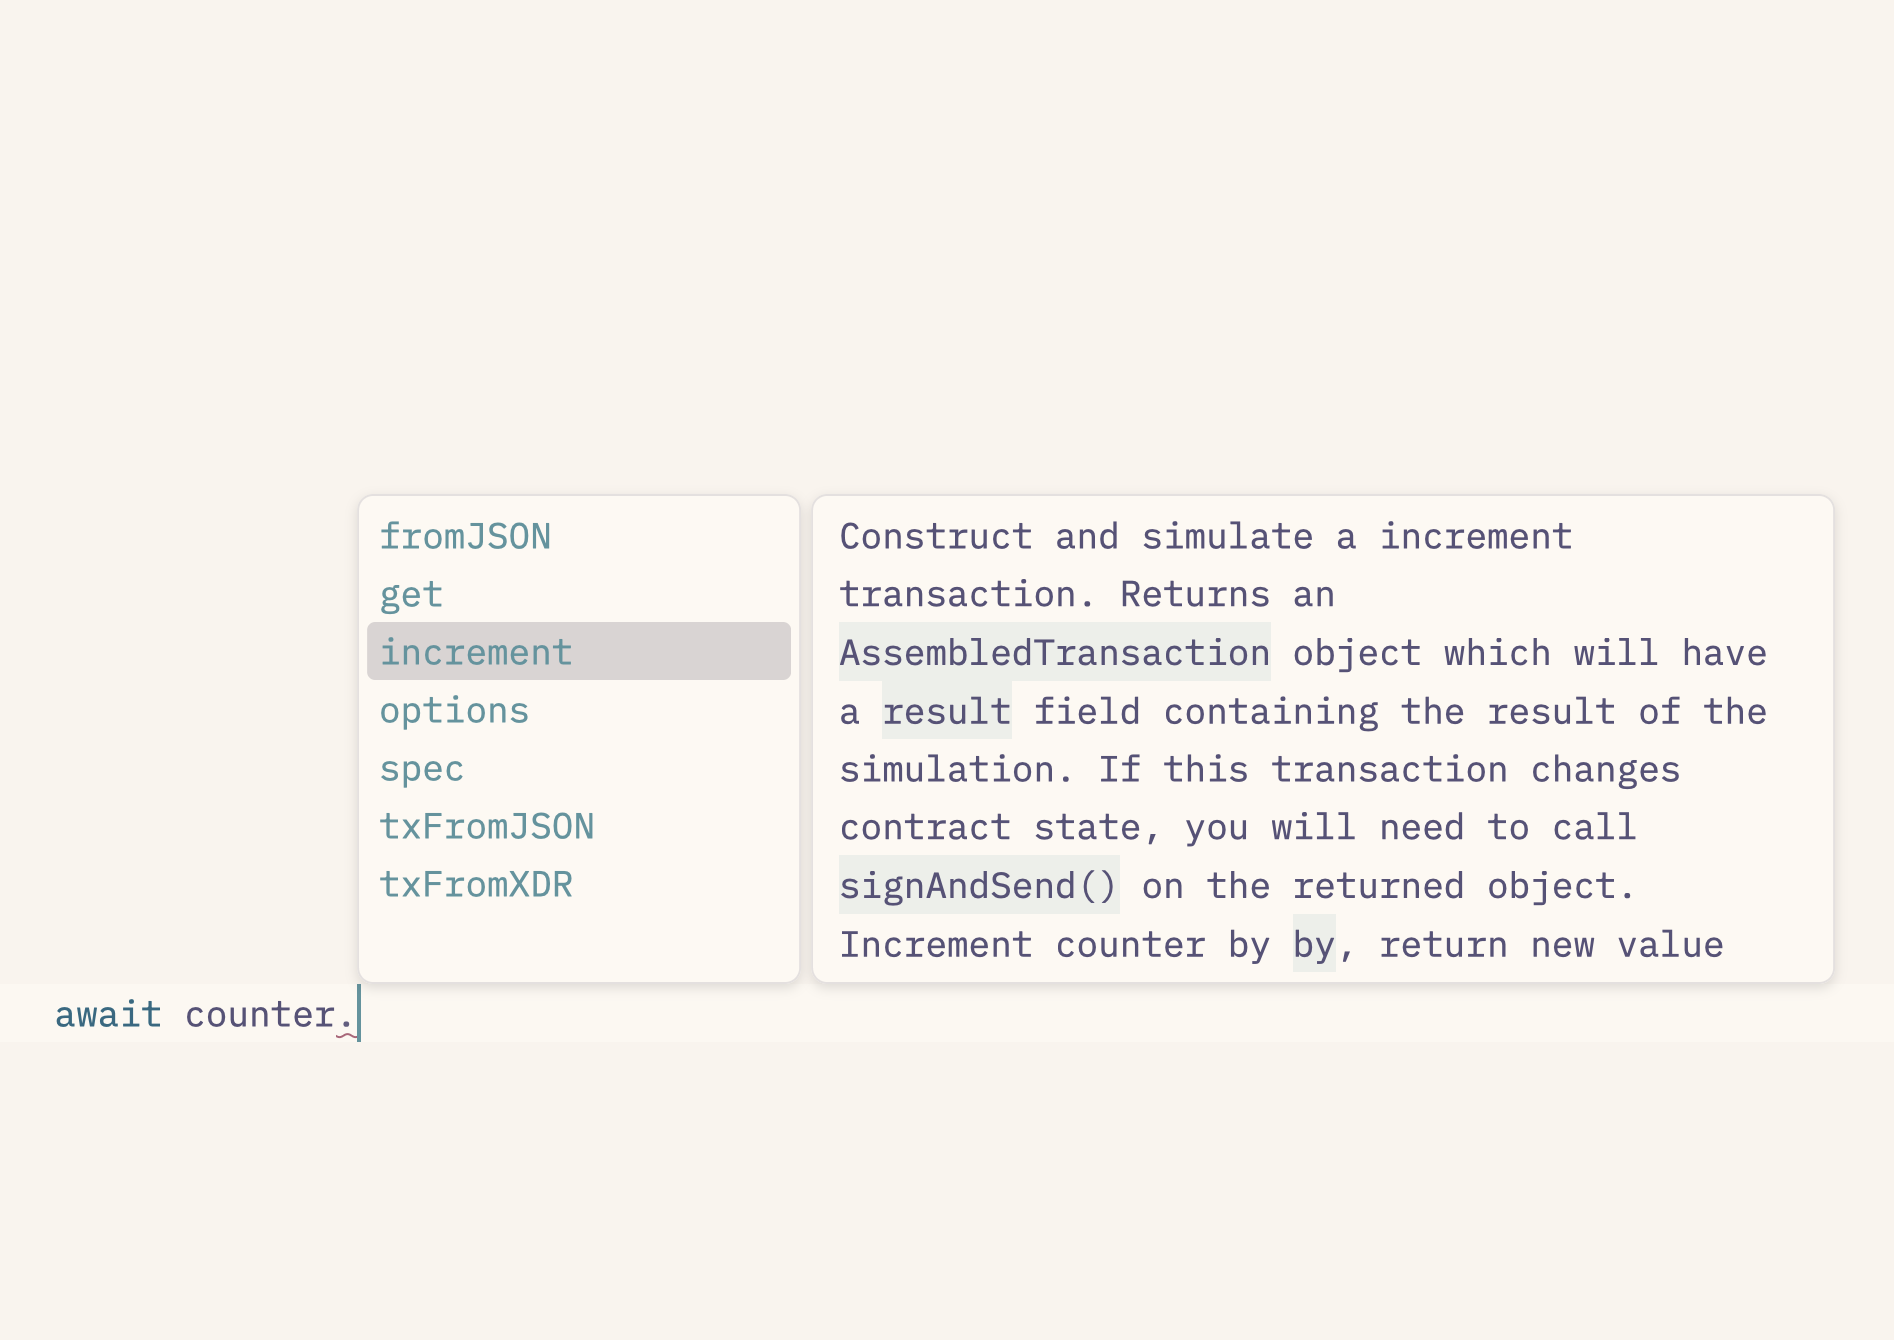 fromJSON
get
increment
options
spec
txFromJSON
txFromXDR
Construct and simulate a increment
transaction. Returns an
AssembledTransaction object which will have
a result field containing the result of the
simulation. If this transaction changes
contract state, you will need to call
signAndSend() on the returned object.
Increment counter by by, return new value
await counter.